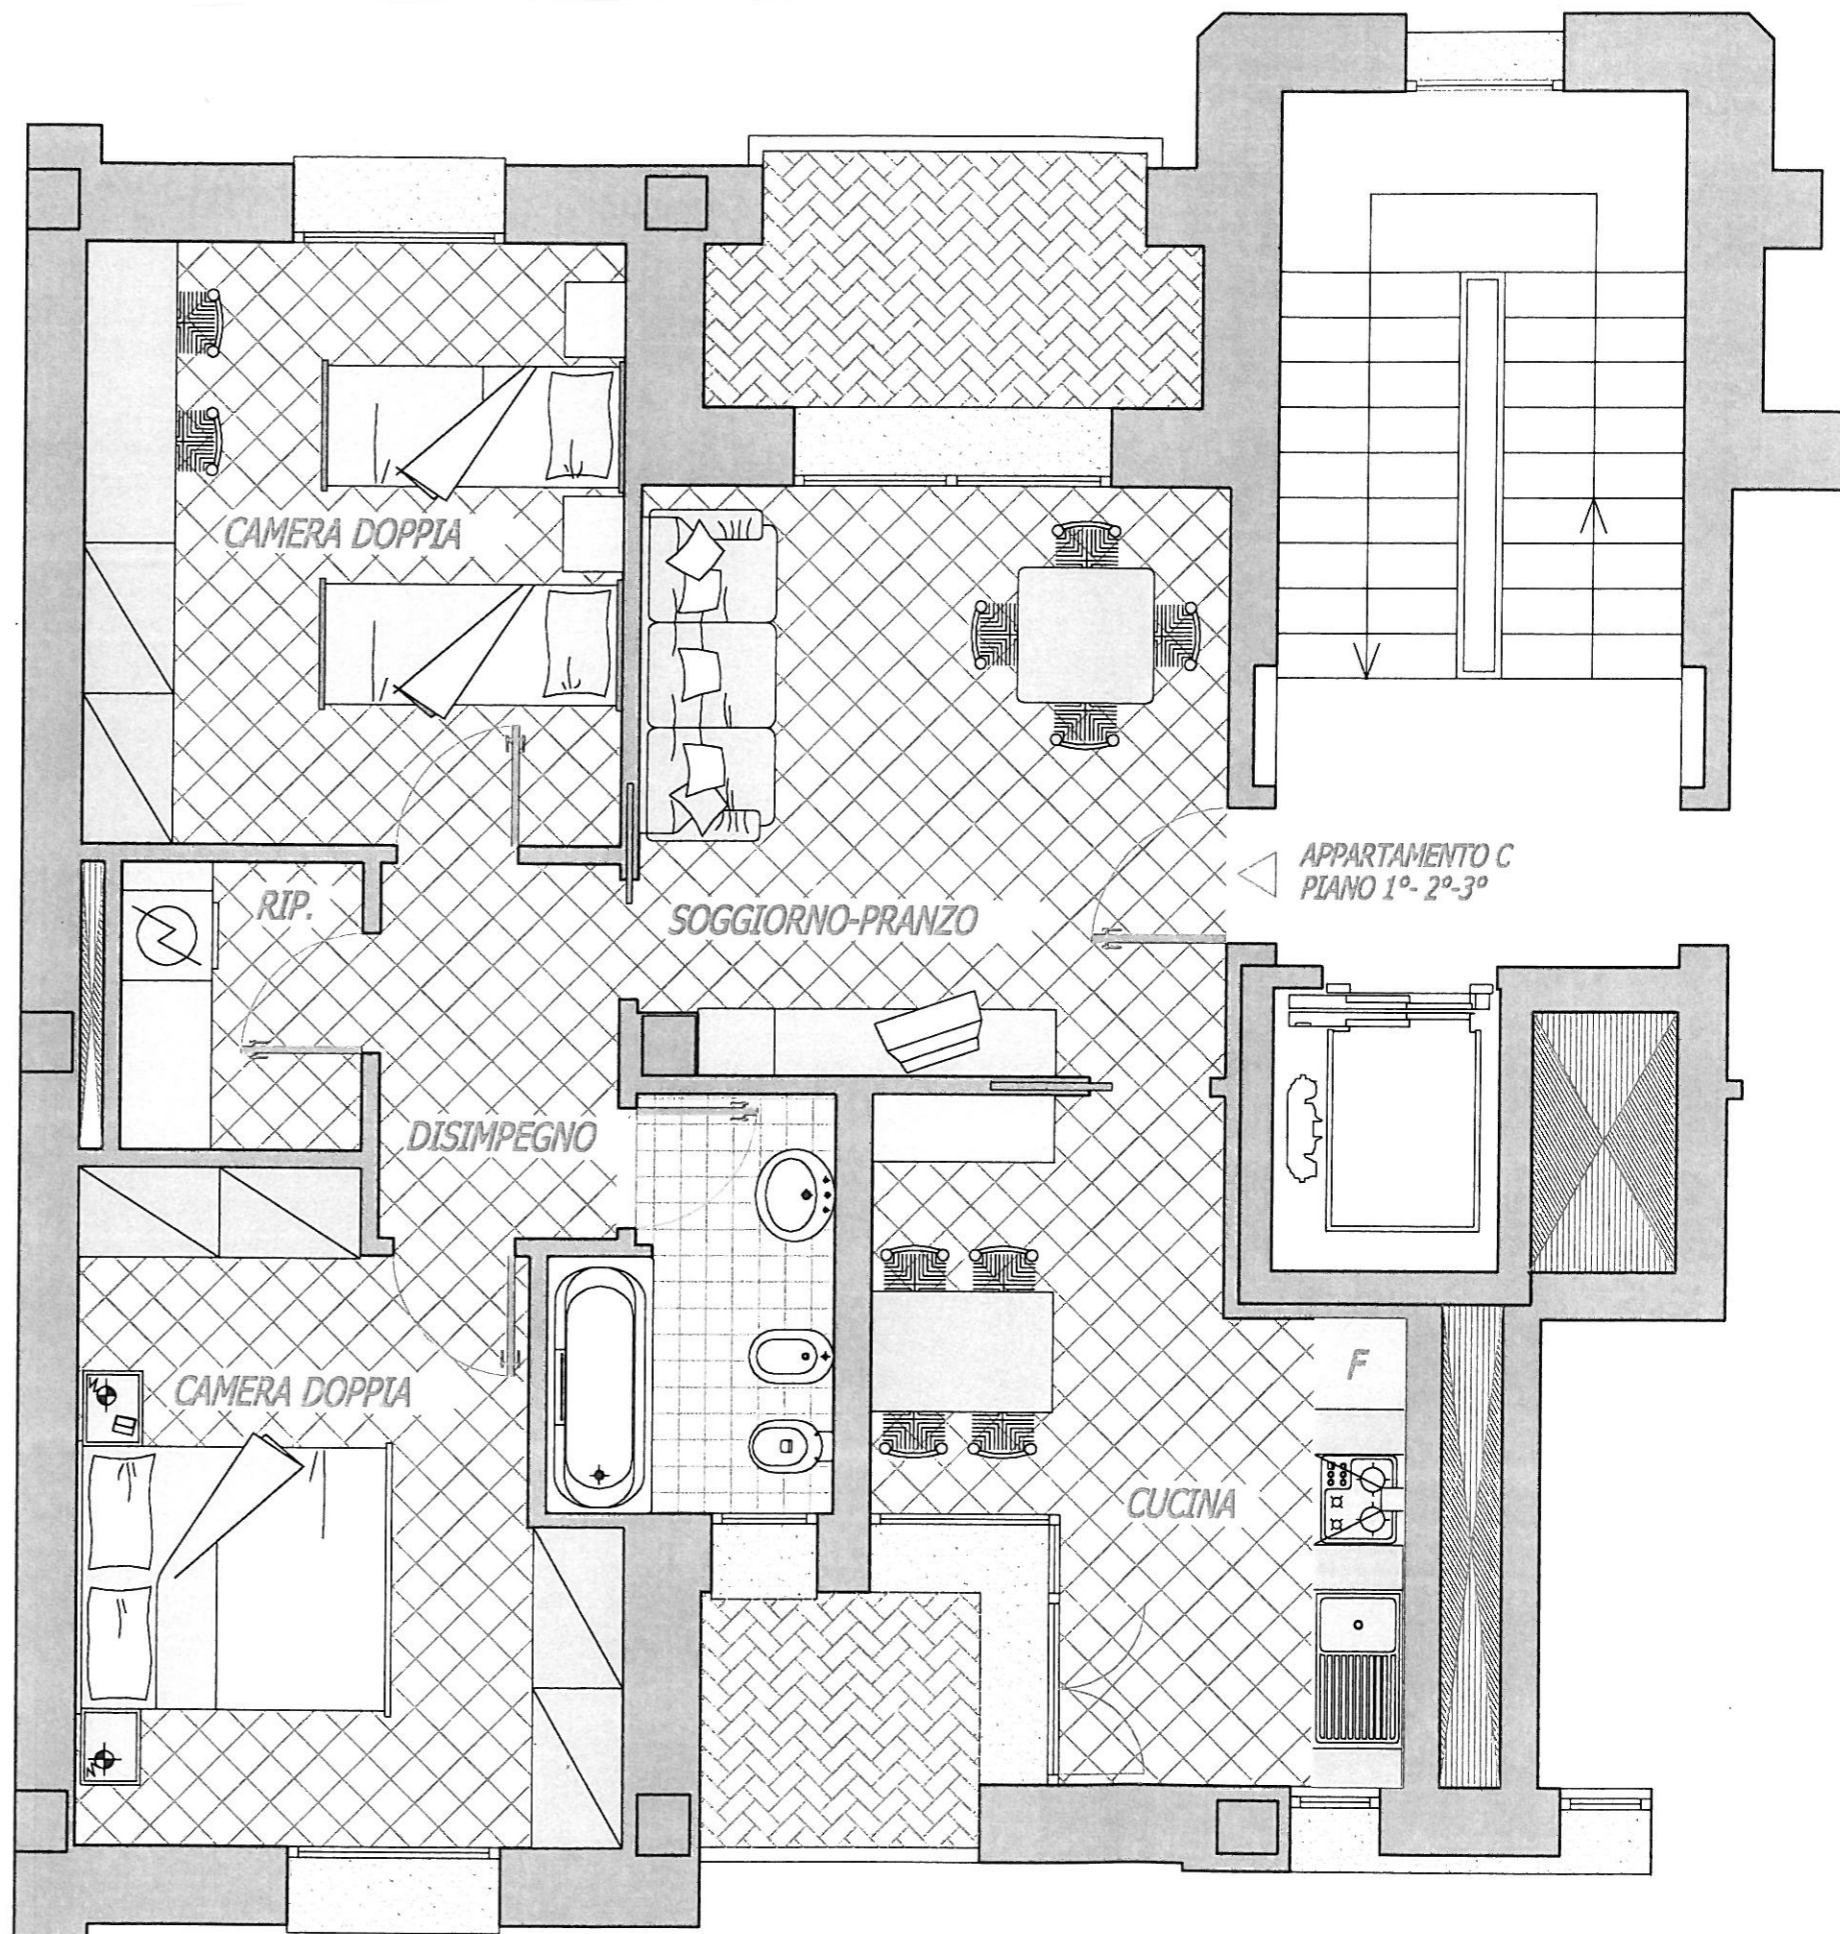 CAMERA DOPPIA
APPARTAMENTO C
PIANO 1°- 2°-3°
RIP.
SOGGIORNO-PRANZO
DISIMPEGNO
F
CAMERA DOPPIA
CUCINA